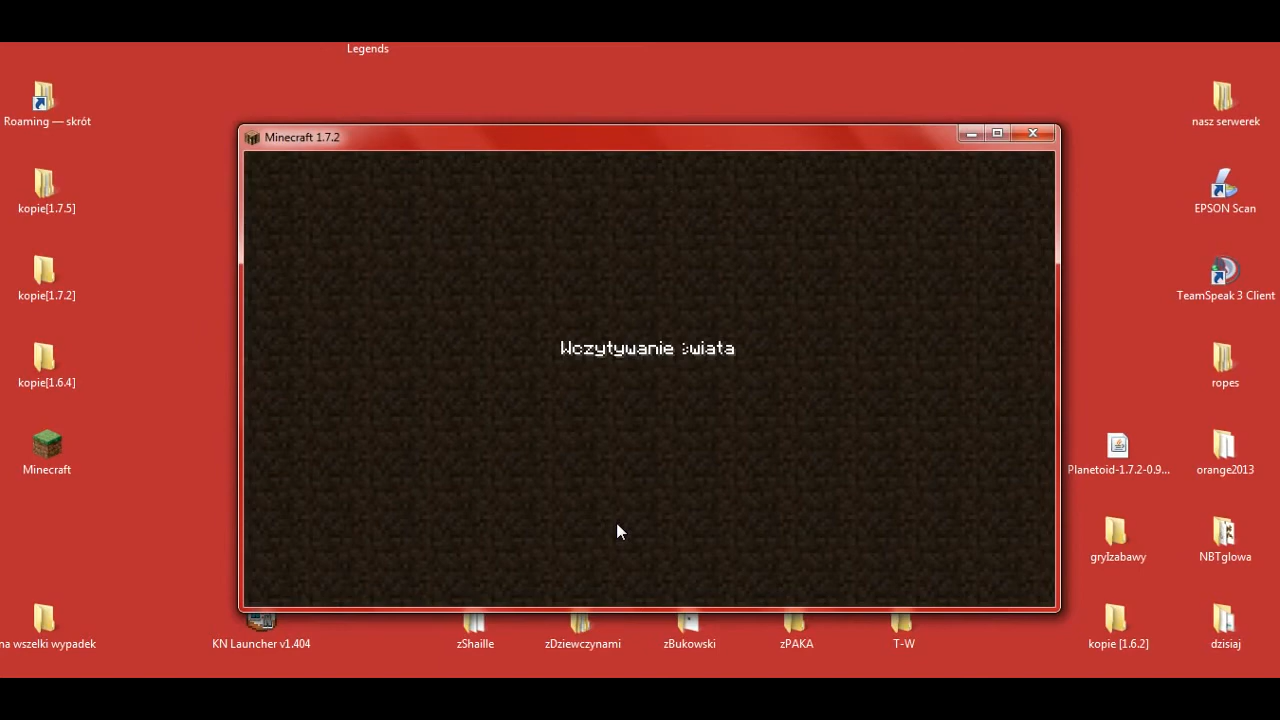 Legends
Roaming — skrót
nasz serwerek
Minecraft 1.7.2
kopie[1.7.5]
EPSON Scan
kopie[1.7.2]
TeamSpeak 3 Client
Wczytywanie świata
kopie[1.6.4]
ropes
Minecraft
Planetoid-1.7.2-0.9...
orange2013
gryIzabawy
NBTglowa
na wszelki wypadek
KN Launcher v1.404
zShaille
zDziewczynami
zBukowski
zPAKA
T-W
kopie [1.6.2]
dzisiaj